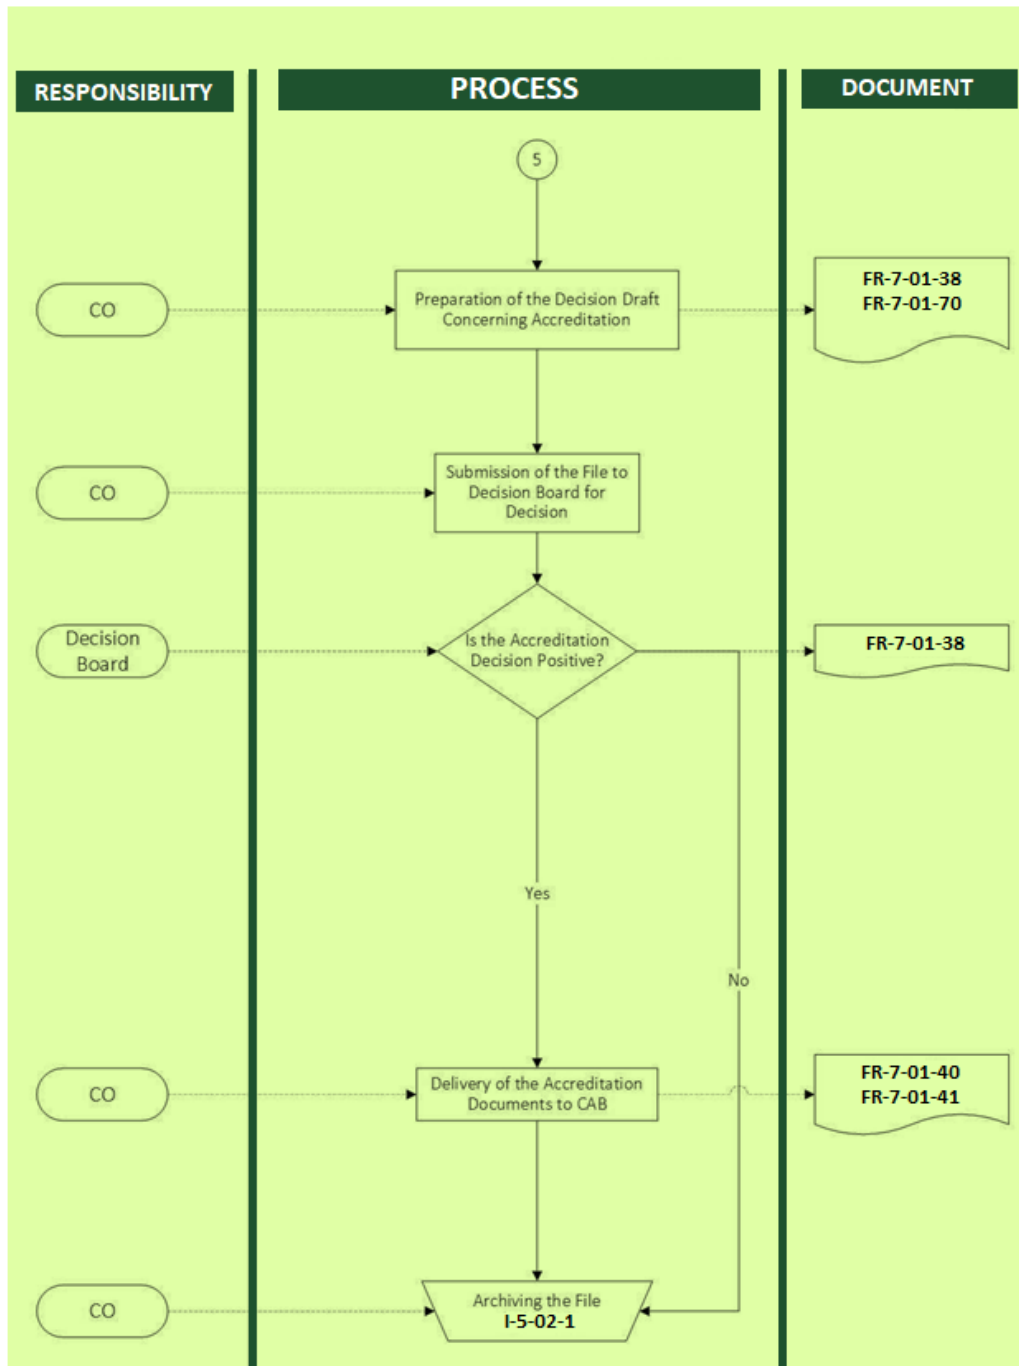 RESPONSIBILITY
PROCESS
DOCUMENT
5
CO
Preparation of the Decision Draft
Concerning Accreditation
FR-7-01-38
FR-7-01-70
CO
Submission of the File to
Decision Board for
Decision
Decision
Board
Is the Accreditation
Decision Positive?
FR-7-01-38
Yes
No
CO
Delivery of the Accreditation
Documents to CAB
FR-7-01-40
FR-7-01-41
CO
Archiving the File
I-5-02-1